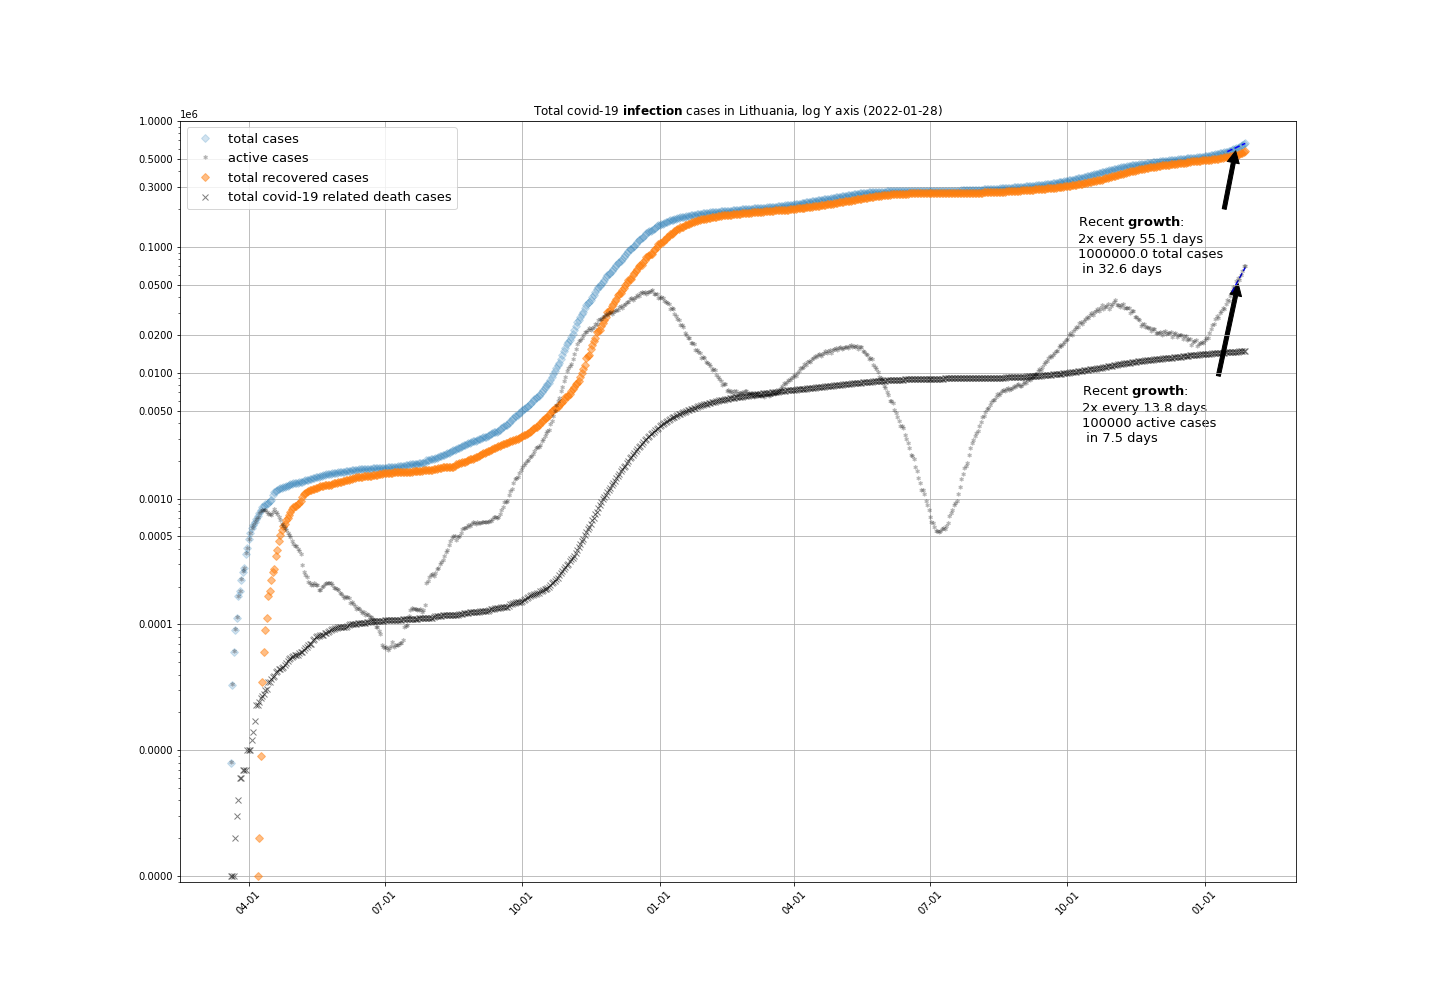 Total covid-19 infection cases in Lithuania, log Y axis (2022-01-28)
1e6
1.0000
0.5000
0.3000
0.1000
0.0500
0.0200
0.0100
0.0050
0.0010
0.0005
0.0001
0.0000
0.0000
total cases
active cases
total recovered cases
total covid-19 related death cases
Recent growth:
2x every 55.1 days
1000000.0 total cases
in 32.6 days
Recent growth:
2x every 13.8 days
100000 active cases
in 7.5 days
04-01
07-01
10-01
01-01
04-01
07-01
10-01
01-01